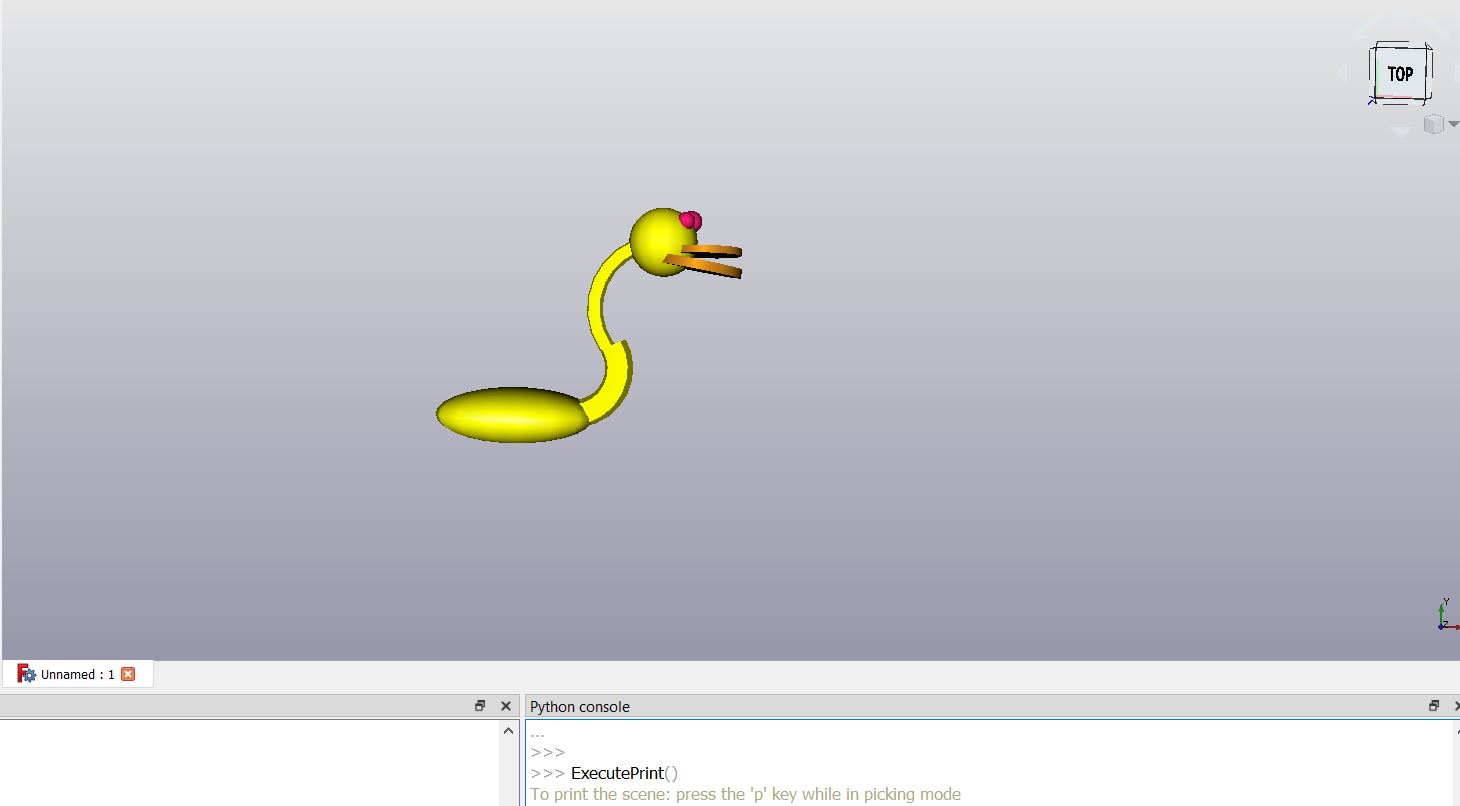 TOP
Y
Z
Unnamed : 1
Python console
...
>>>
>>> ExecutePrint()
To print the scene: press the 'p' key while in picking mode